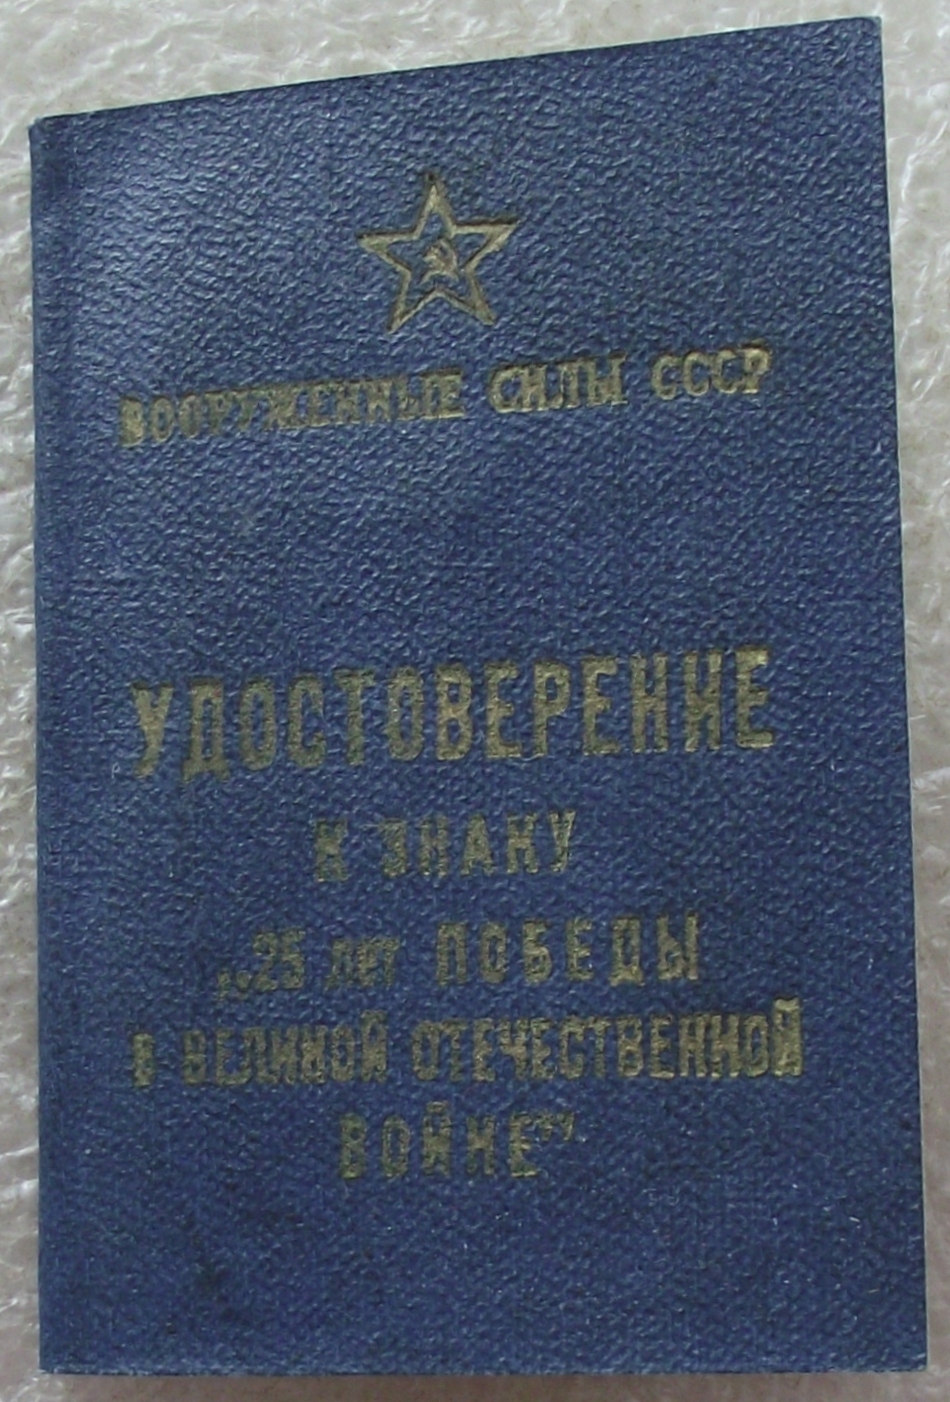 ВООРУЖЕННЫЕ СИЛЫ СССР
УДОСТОВЕРЕНИЕ
К ЗНАКУ
„25 лет ПОБЕДЫ
В ВЕЛИКОЙ ОТЕЧЕСТВЕННОЙ
ВОЙНЕ”